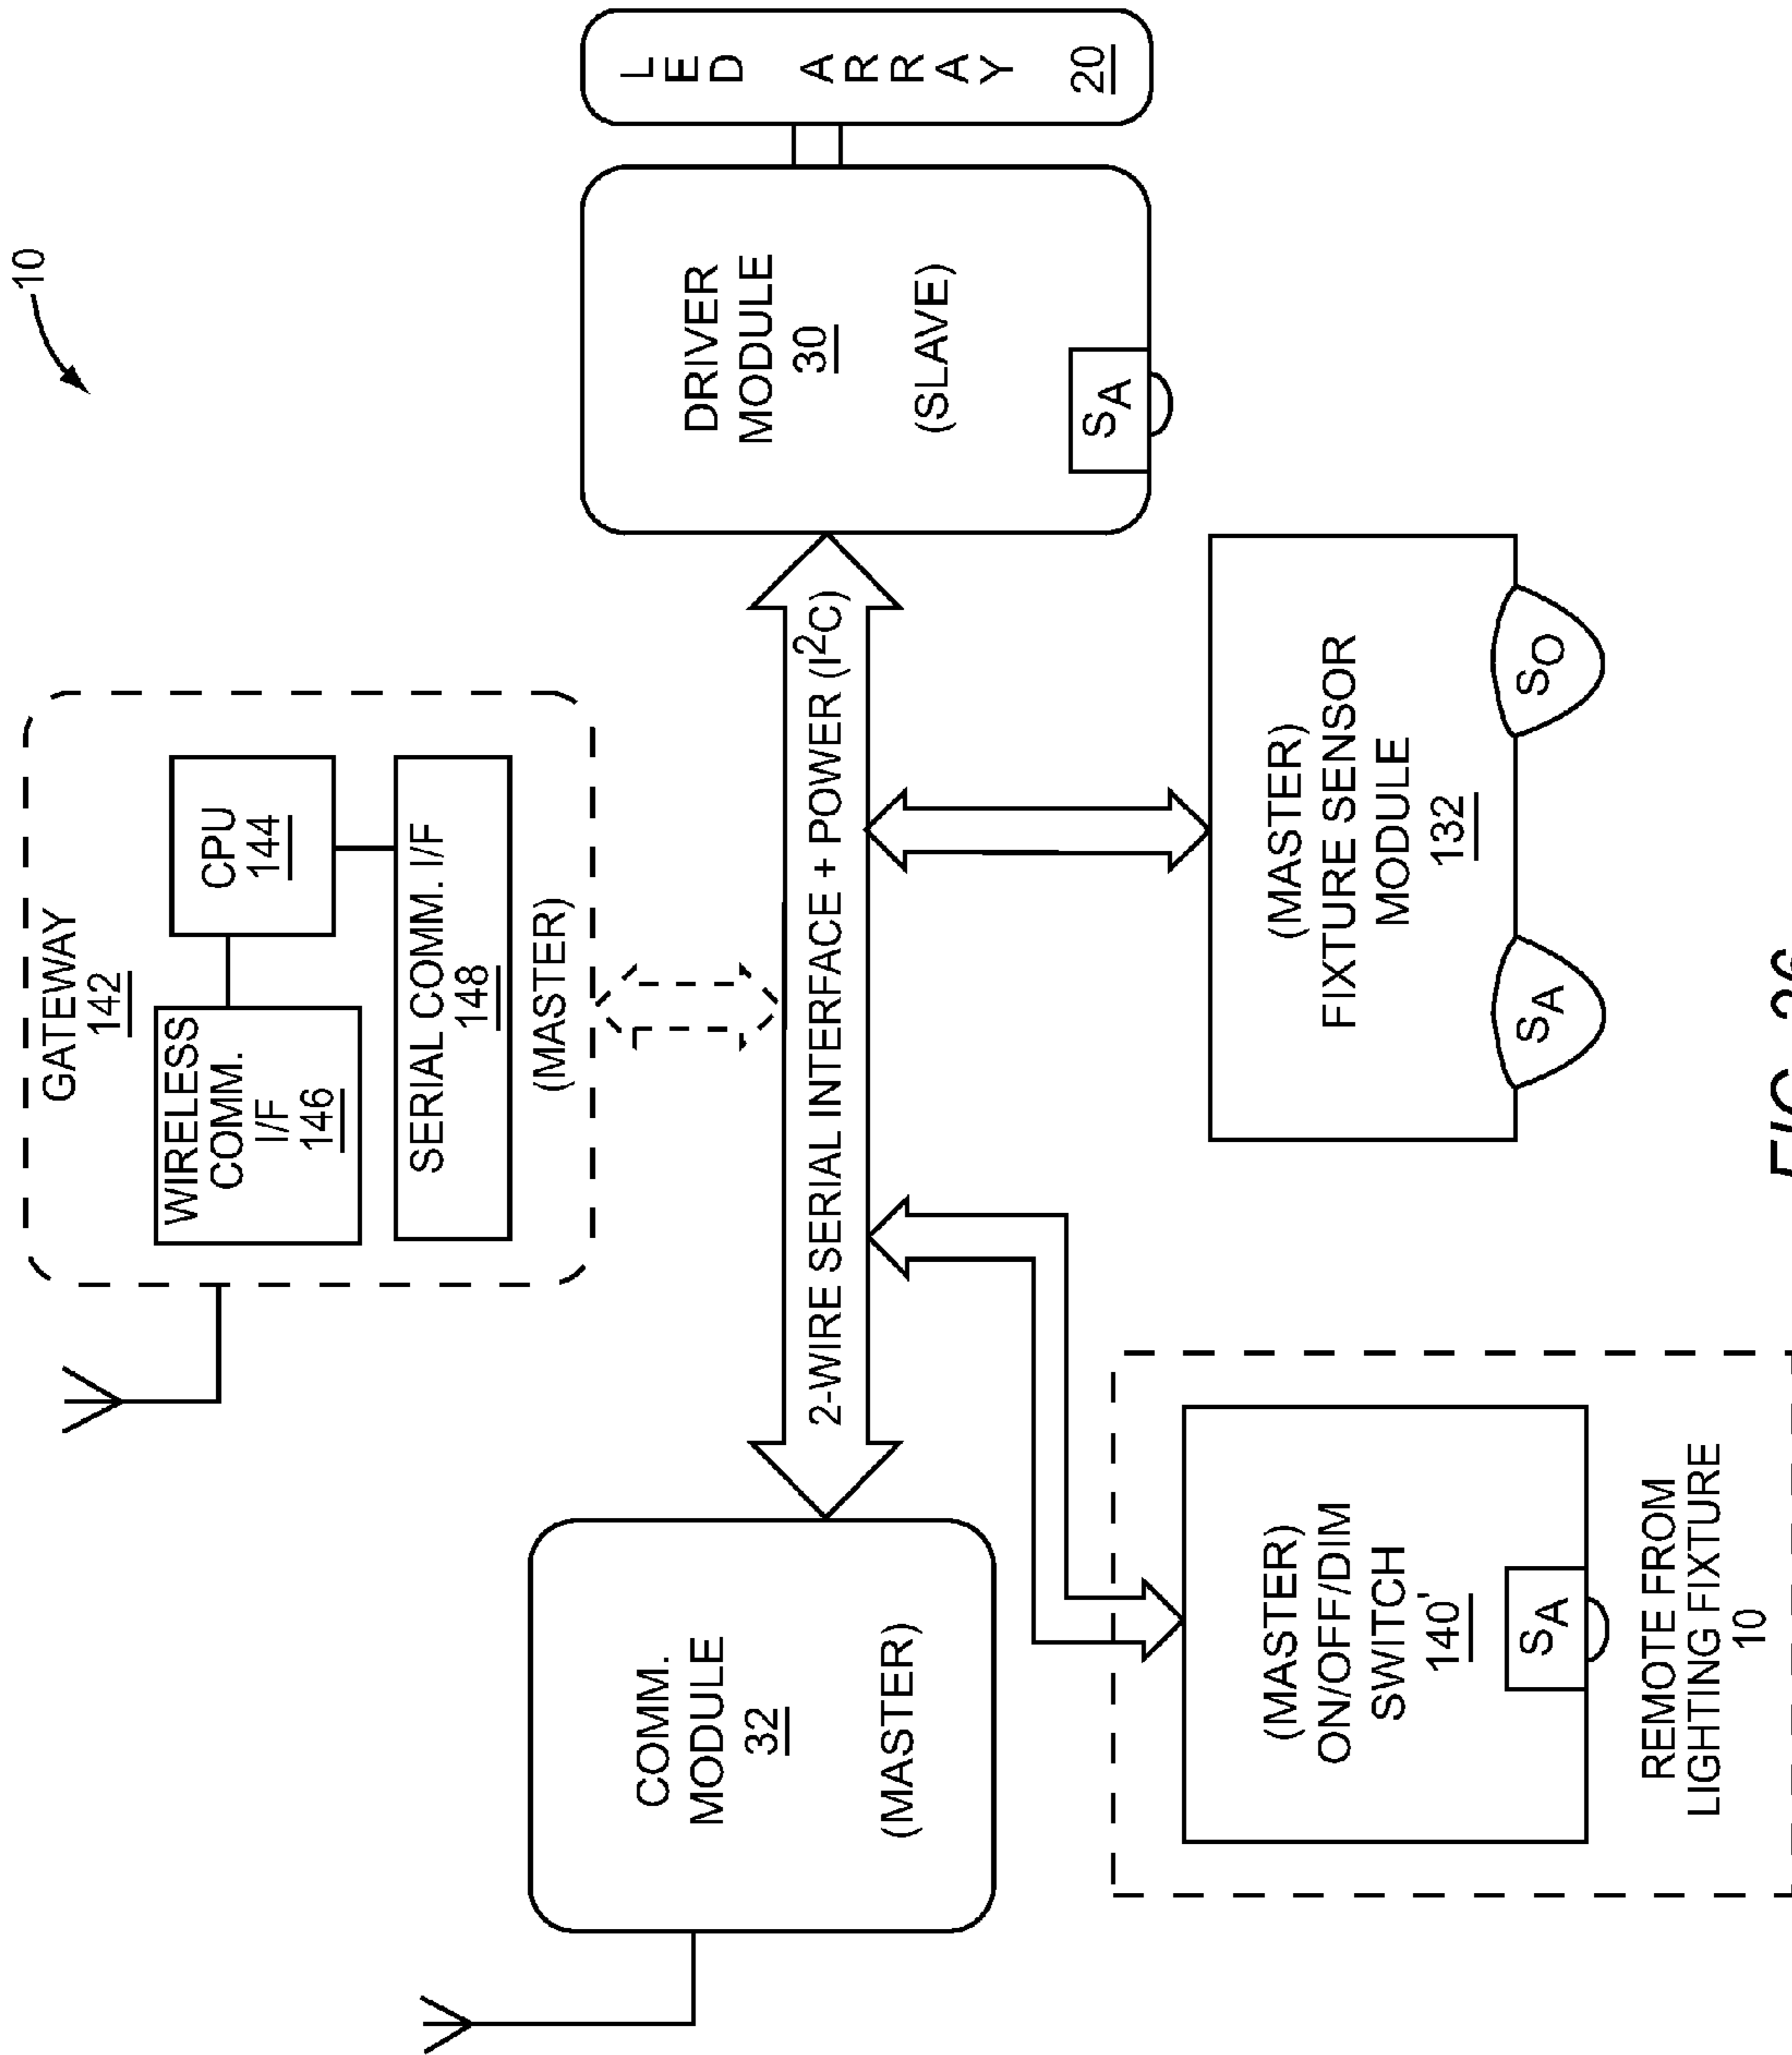 10
GATEWAY
142
CPU
144
WIRELESS
COMM.
I/F
146
SERIAL COMM. I/F
148
(MASTER)
COMM.
MODULE
32
(MASTER)
2-WIRE SERIAL INTERFACE + POWER (I²C)
DRIVER
MODULE
30
(SLAVE)
SA
LED ARRAY
20
(MASTER)
ON/OFF/DIM
SWITCH
140'
SA
REMOTE FROM
LIGHTING FIXTURE
10
(MASTER)
FIXTURE SENSOR
MODULE
132
SA
SO